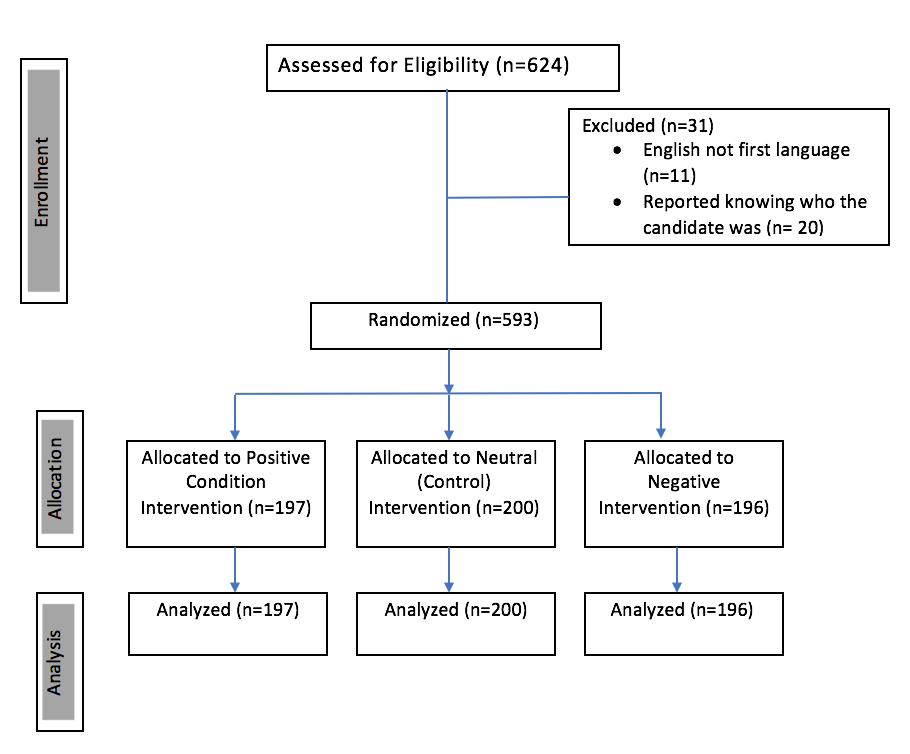 Assessed for Eligibility (n=624)
Enrollment
Excluded (n=31)
• English not first language
(n=11)
• Reported knowing who the
candidate was (n= 20)
Randomized (n=593)
Allocation
Allocated to Positive
Condition
Intervention (n=197)
Allocated to Neutral
(Control)
Intervention (n=200)
Allocated to
Negative
Intervention (n=196)
Analysis
Analyzed (n=197)
Analyzed (n=200)
Analyzed (n=196)